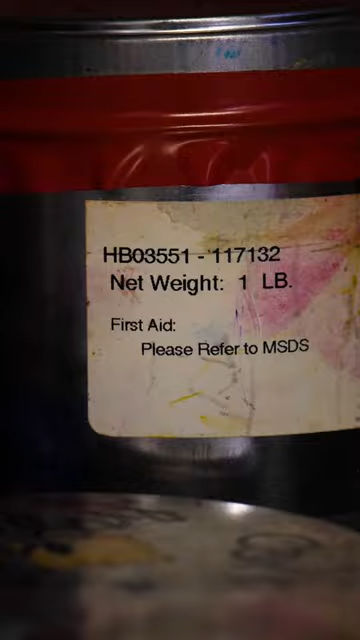 HB03551 - 117132
Net Weight: 1 LB.
First Aid:
Please Refer to MSDS